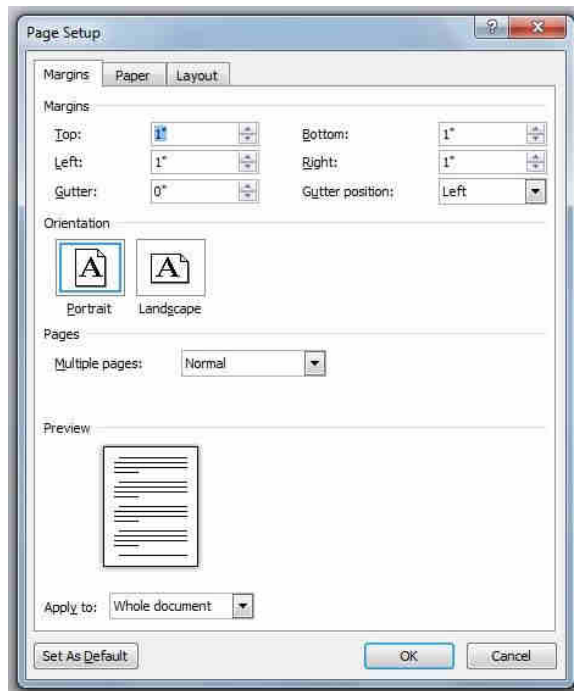 Page Setup
Margins Paper Layout
Margins
Top: 1" Bottom: 1"
Left: 1" Right: 1"
Gutter: 0" Gutter position: Left
Orientation
A A
Portrait Landscape
Pages
Multiple pages: Normal
Preview
Apply to: Whole document
Set As Default OK Cancel